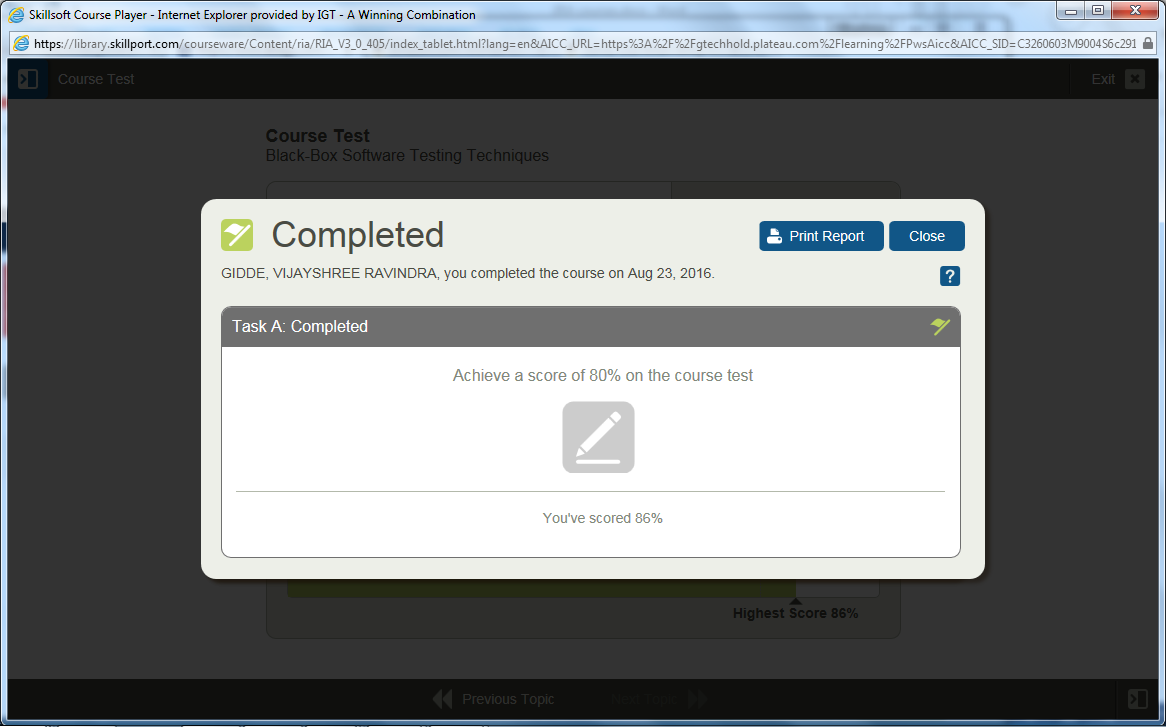 Skillsoft Course Player - Internet Explorer provided by IGT - A Winning Combination
https://library.skillport.com/courseware/Content/ria/RIA_V3_0_405/index_tablet.html?lang=en&AICC_URL=https%3A%2F%2Fgtechhold.plateau.com%2Flearning%2FPwsAicc&AICC_SID=C3260603M9004S6c291
Course Test
Exit
Course Test
Black-Box Software Testing Techniques
Completed
Print Report
Close
GIDDE, VIJAYSHREE RAVINDRA, you completed the course on Aug 23, 2016.
?
Task A: Completed
Achieve a score of 80% on the course test
You've scored 86%
Highest Score 86%
Previous Topic
Next Topic